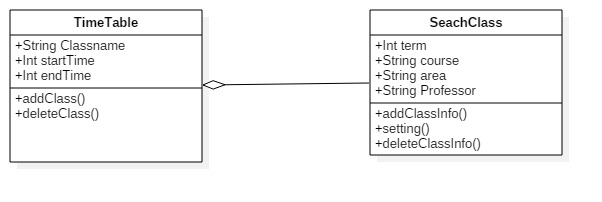 TimeTable
+String Classname
+Int startTime
+Int endTime
+addClass()
+deleteClass()
SeachClass
+Int term
+String course
+String area
+String Professor
+addClassInfo()
+setting()
+deleteClassInfo()